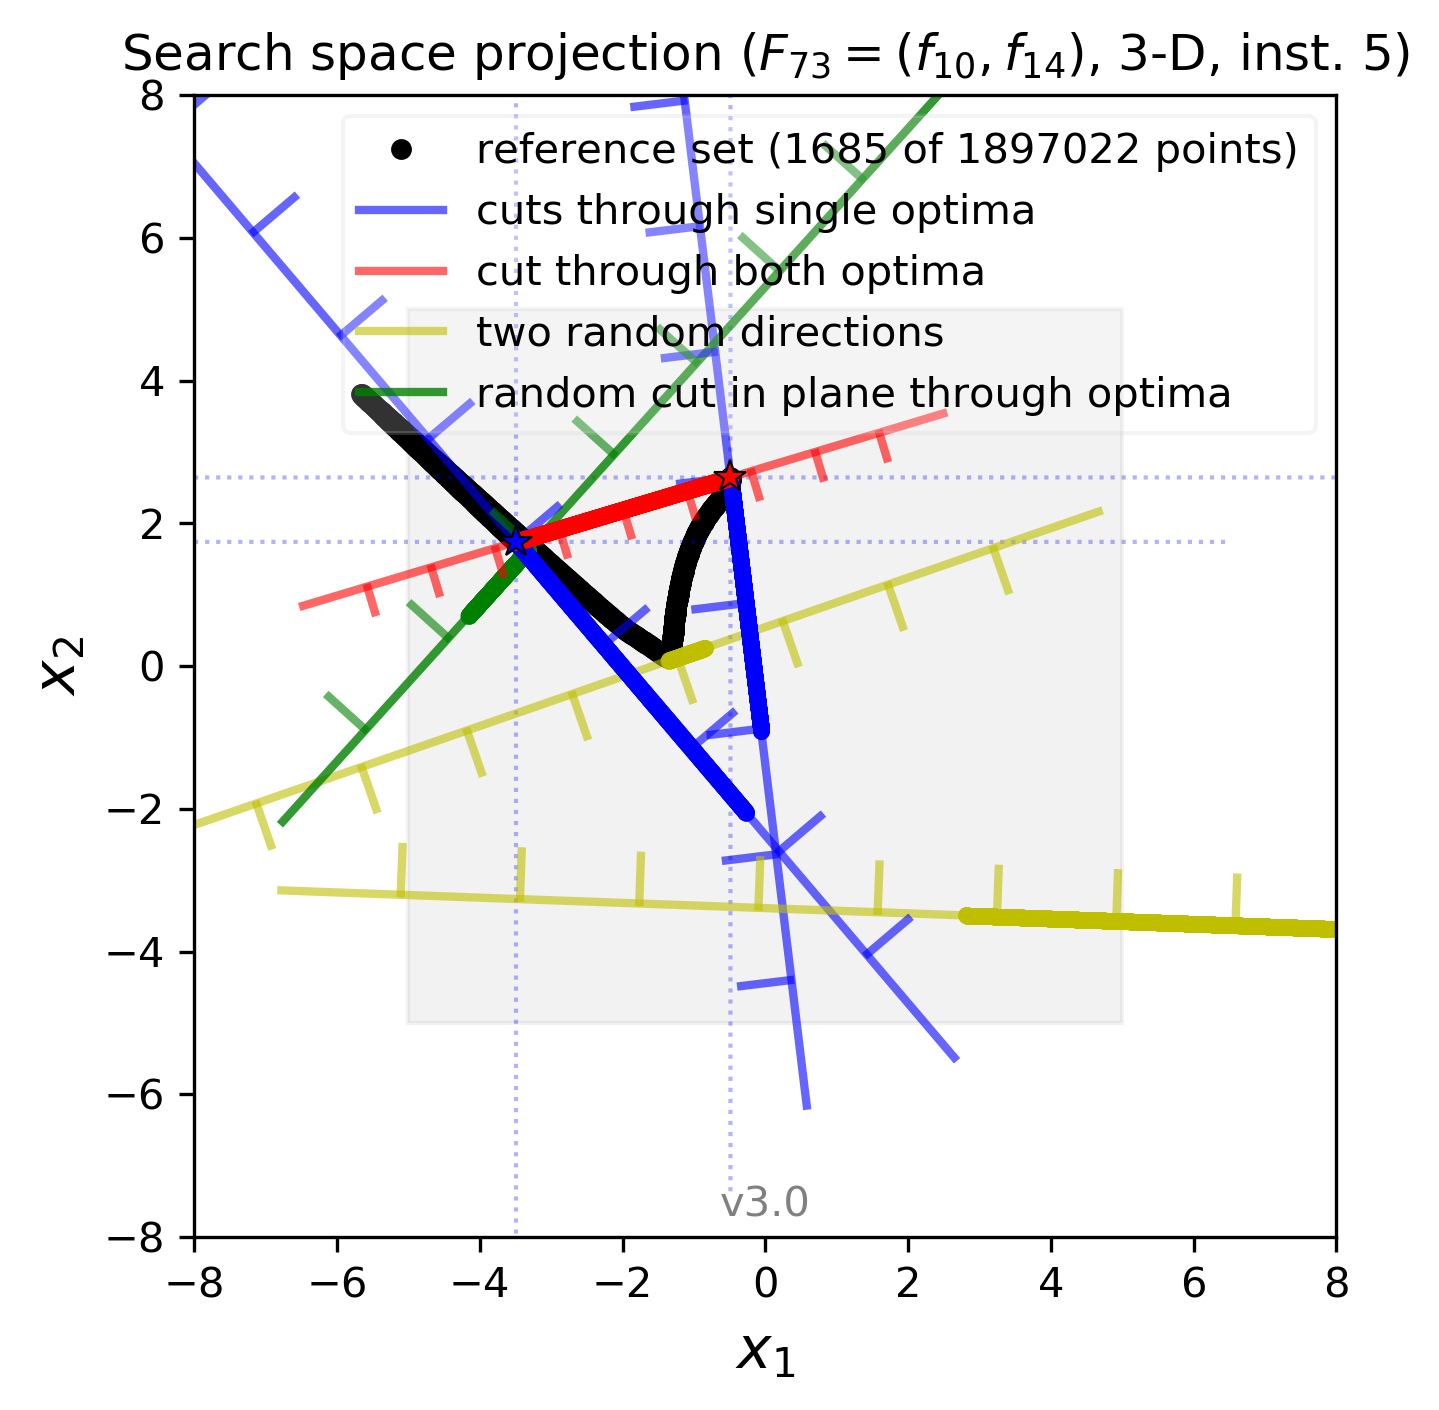 Search space projection (F₇₃ = (f₁₀, f₁₄), 3-D, inst. 5)
reference set (1685 of 1897022 points)
cuts through single optima
cut through both optima
two random directions
random cut in plane through optima
8
6
4
2
0
−2
−4
−6
−8
x₂
v3.0
−8 −6 −4 −2 0 2 4 6 8
x₁